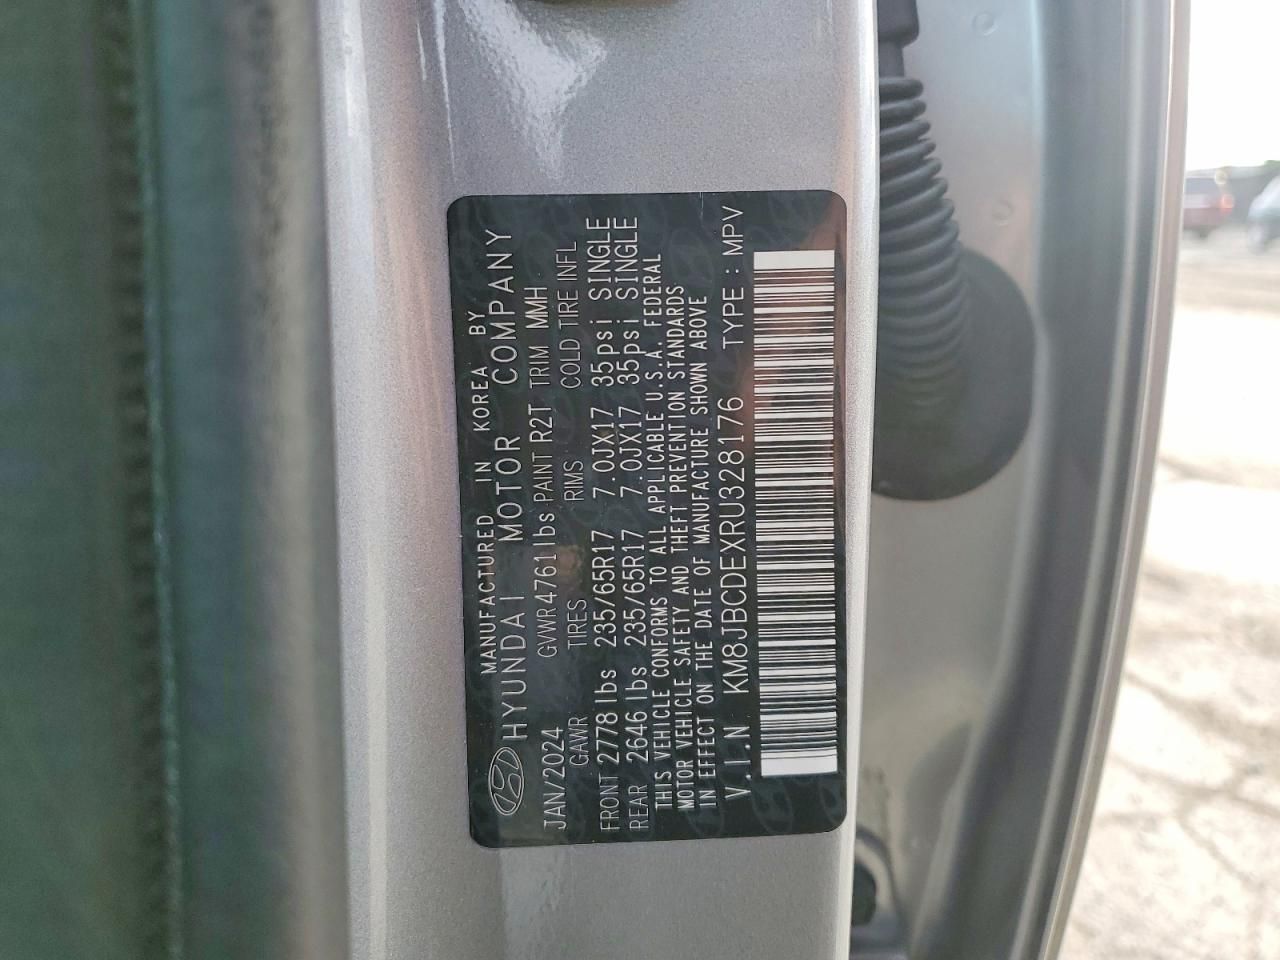 MANUFACTURED IN KOREA BY
HYUNDAI MOTOR COMPANY
JAN/2024 GVWR 4761 lbs PAINT R2T TRIM MMH
GAWR TIRES RIMS COLD TIRE INFL
FRONT 2778 lbs 235/65R17 7.0JX17 35psi SINGLE
REAR 2646 lbs 235/65R17 7.0JX17 35psi SINGLE
THIS VEHICLE CONFORMS TO ALL APPLICABLE U.S.A. FEDERAL
MOTOR VEHICLE SAFETY AND THEFT PREVENTION STANDARDS
IN EFFECT ON THE DATE OF MANUFACTURE SHOWN ABOVE
V.I.N KM8JBCDEXRU328176 TYPE : MPV